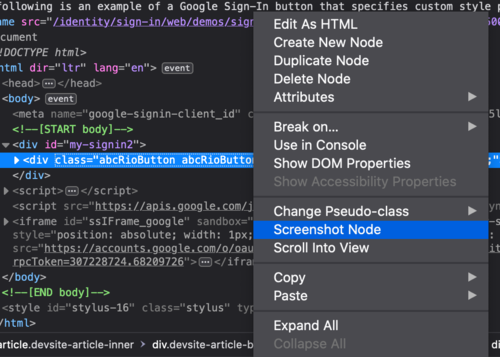 following is an example of a Google Sign-In button that specifies custom style p
ame src="/identity/sign-in/web/demos/sign
ocument
!DOCTYPE html>
html dir="ltr" lang="en"> event
<head> ••• </head>
<body> event
<meta name="google-signin-client_id"
<!--[START body]-->
<div id="my-signin2">
<div class="abcRioButton abcRioButton
</div>
<script> ••• </script>
<script src="https://apis.google.com/j
<iframe id="ssIFrame_google" sandbox="
style="position: absolute; width: 1px;
src="https://accounts.google.com/o/oau
rpcToken=307228724.68209726"> ••• </ifra
</body>
<!--[END body]-->
<style id="stylus-16" class="stylus" typ
/html>
article.devsite-article-inner > div.devsite-article-b
Edit As HTML
Create New Node
Duplicate Node
Delete Node
Attributes
Break on...
Use in Console
Show DOM Properties
Show Accessibility Properties
Change Pseudo-class
Screenshot Node
Scroll Into View
Copy
Paste
Expand All
Collapse All